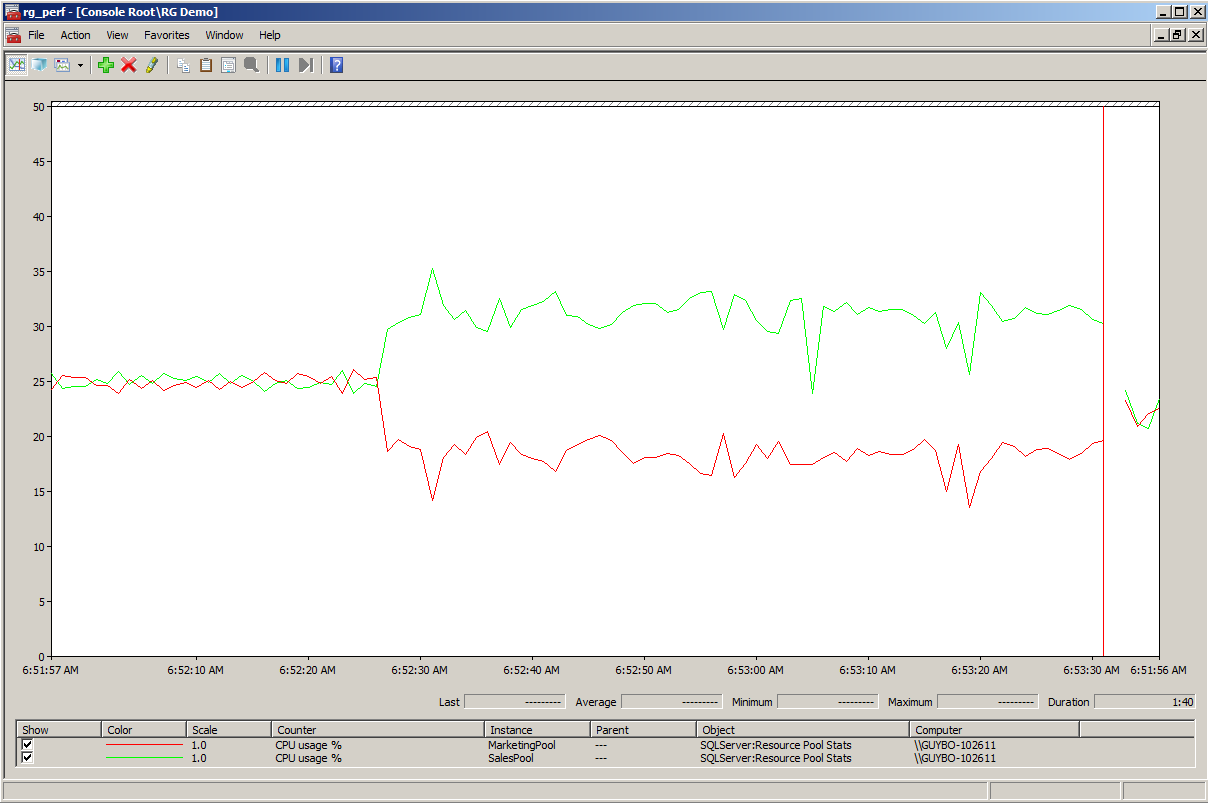 rg_perf - [Console Root\RG Demo]
File Action View Favorites Window Help
50
45
40
35
30
25
20
15
10
5
0
6:51:57 AM 6:52:10 AM 6:52:20 AM 6:52:30 AM 6:52:40 AM 6:52:50 AM 6:53:00 AM 6:53:10 AM 6:53:20 AM 6:53:30 AM 6:51:56 AM
Last --------- Average --------- Minimum --------- Maximum --------- Duration 1:40
Show Color Scale Counter Instance Parent Object Computer
1.0 CPU usage % MarketingPool --- SQLServer:Resource Pool Stats \\GUYBO-102611
1.0 CPU usage % SalesPool --- SQLServer:Resource Pool Stats \\GUYBO-102611